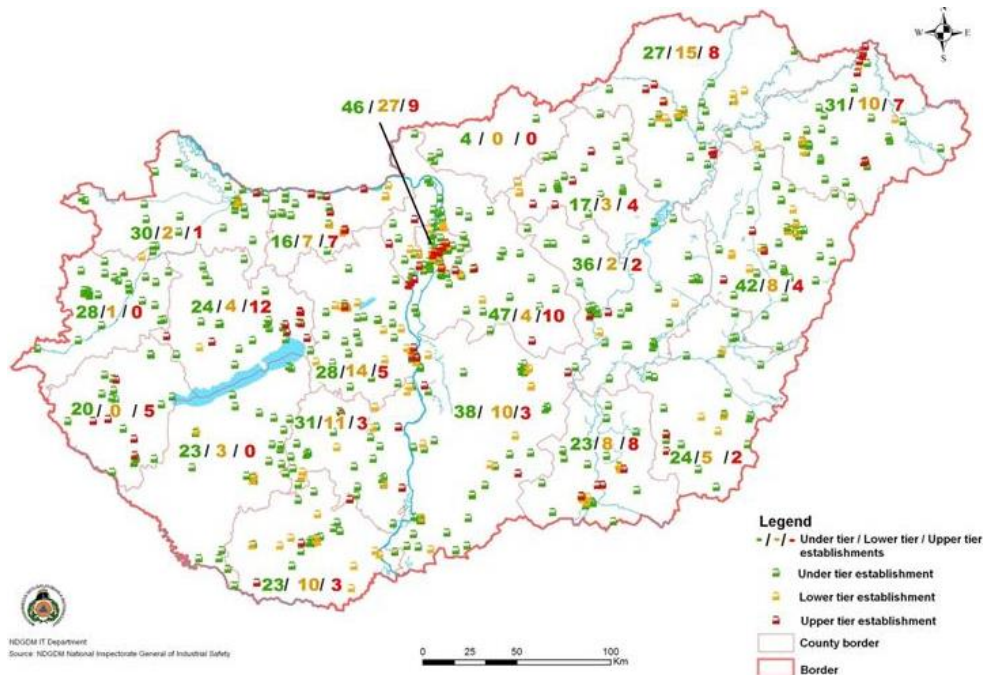 N
W E
S
27/15/8
46/27/9
31/10/7
4/0/0
17/3/4
30/2/1
16/7/7
36/2/2
42/8/4
28/1/0
24/4/12
47/4/10
28/14/5
20/0/5
31/11/3
38/10/3
23/3/0
23/8/8
24/5/2
23/10/3
Legend
-/-/- Under tier / Lower tier / Upper tier
establishments
Under tier establishment
Lower tier establishment
Upper tier establishment
County border
Border
NDGDM IT Department
Source: NDGDM National Inspectorate General of Industrial Safety
0 25 50 100
Km